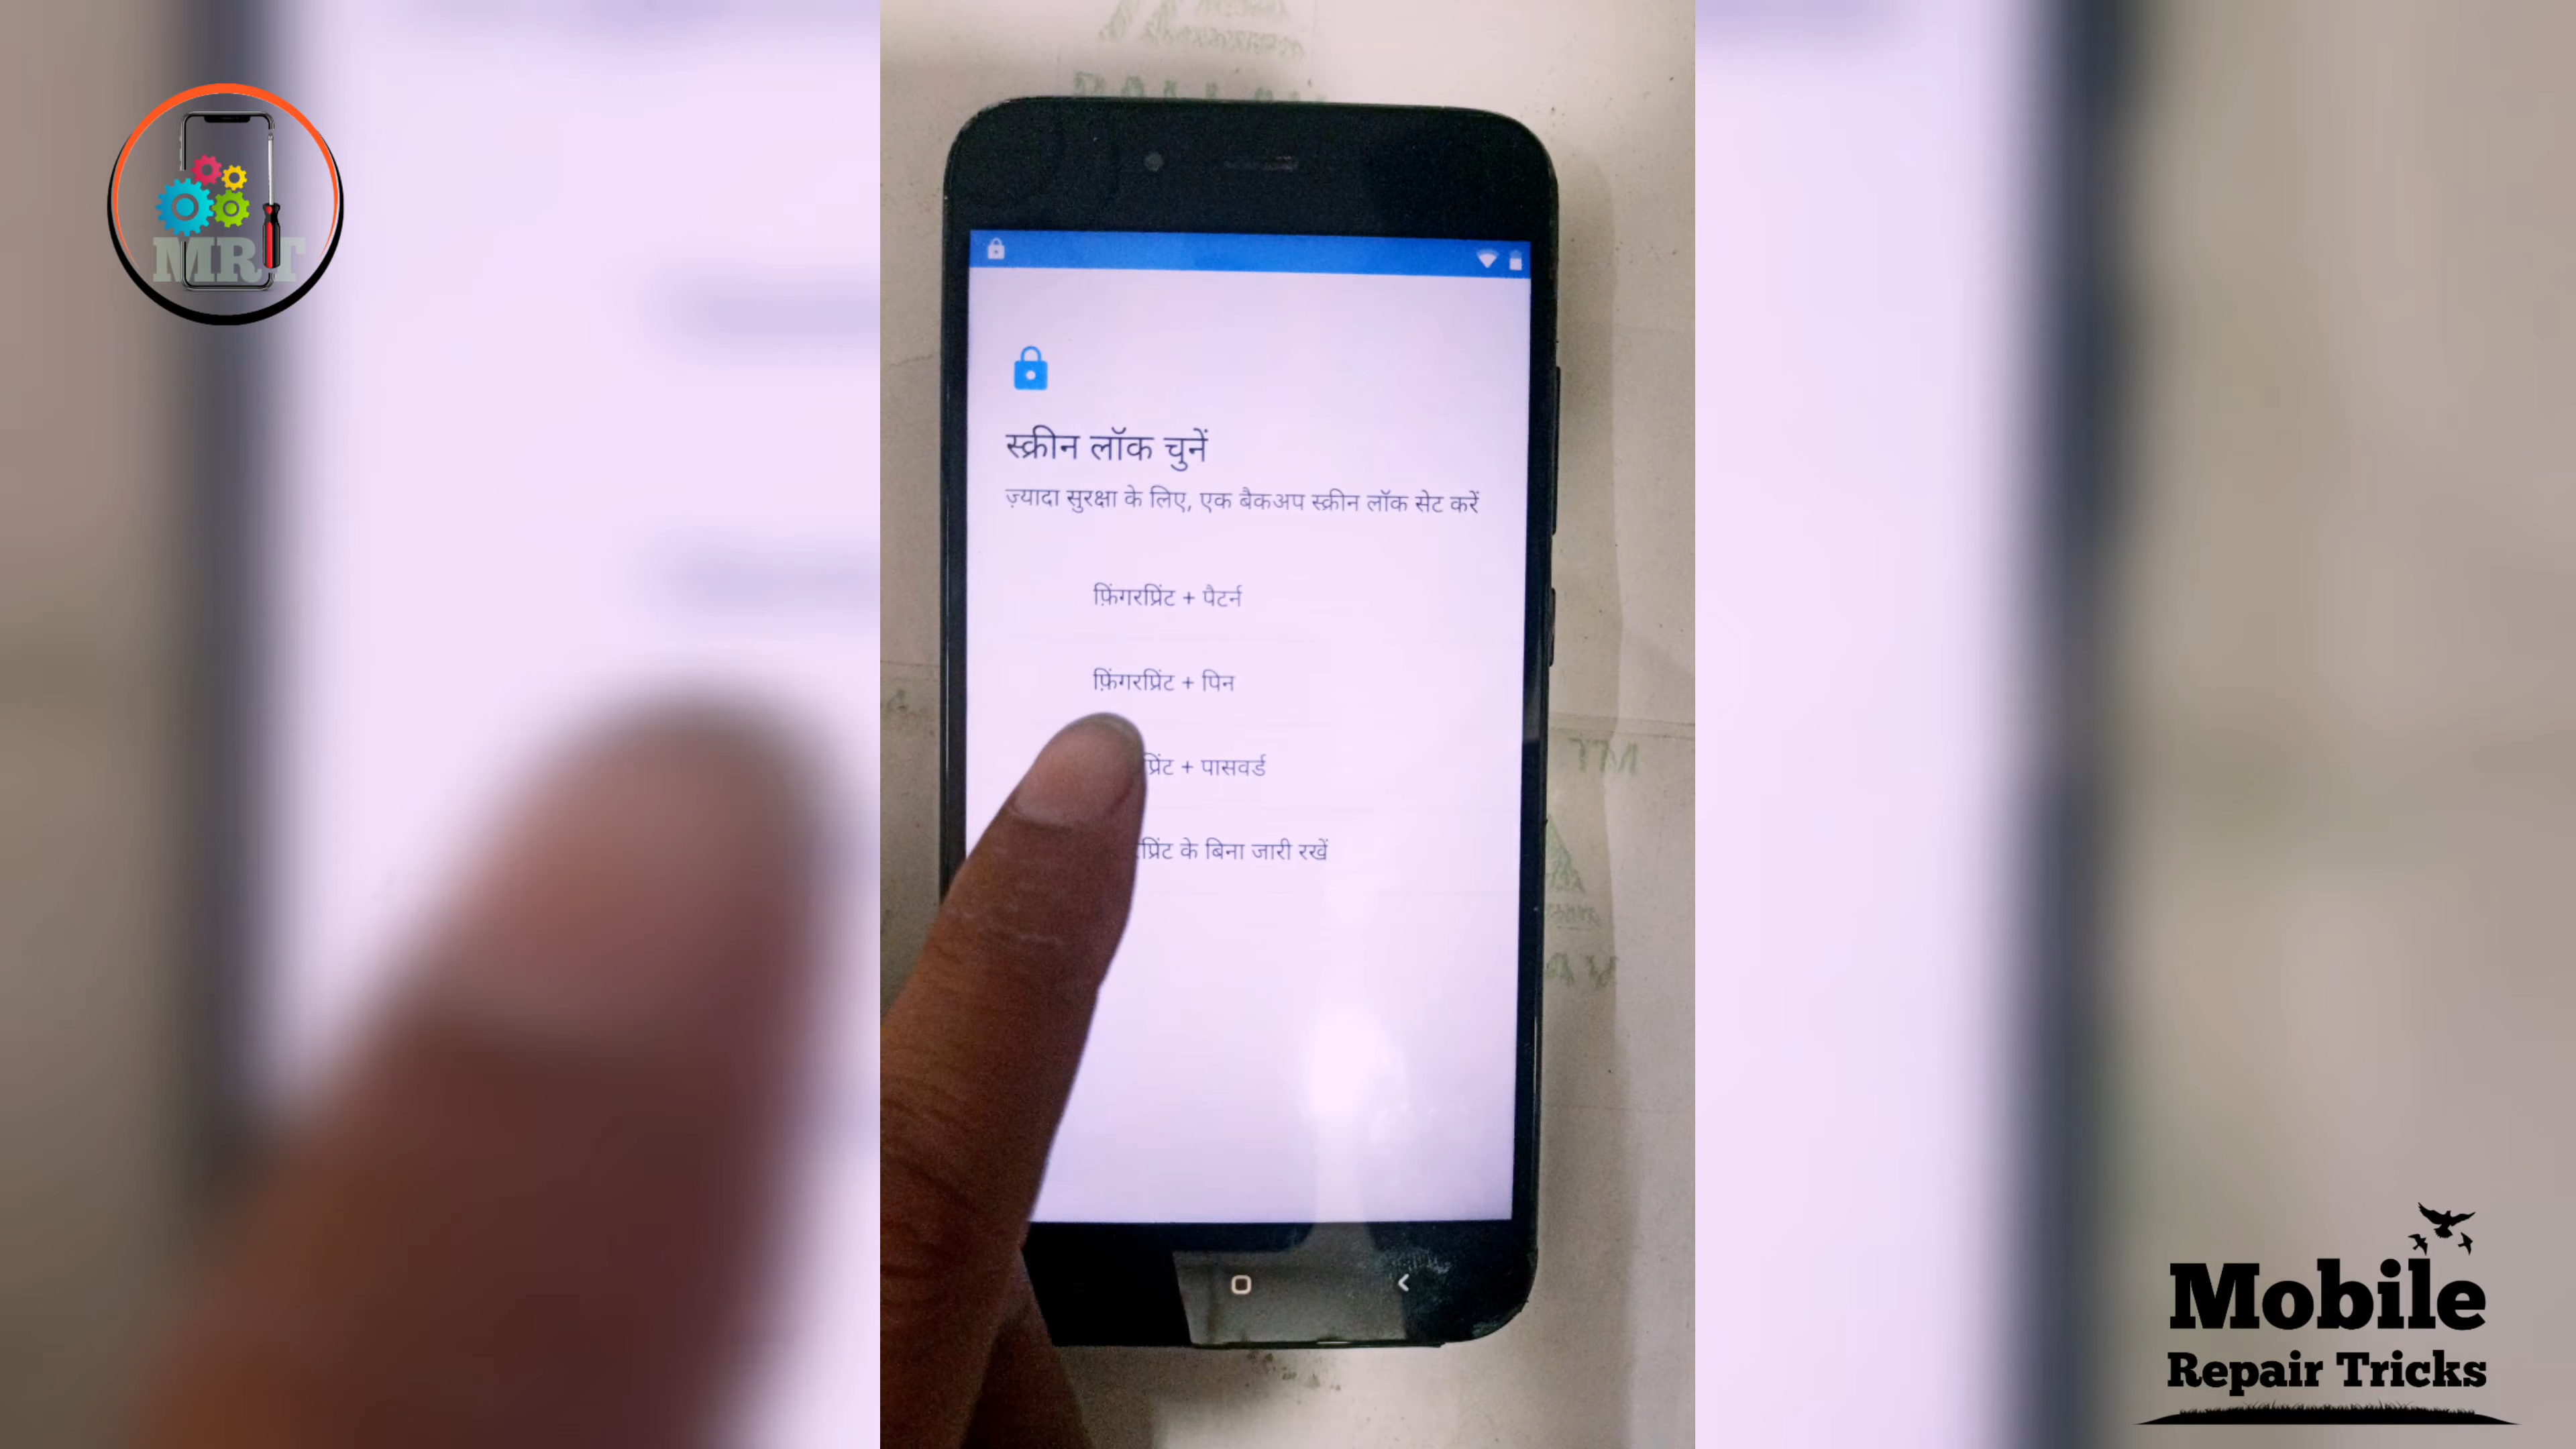 MRT
स्क्रीन लॉक चुनें
ज़्यादा सुरक्षा के लिए, एक बैकअप स्क्रीन लॉक सेट करें
फ़िंगरप्रिंट + पैटर्न
फ़िंगरप्रिंट + पिन
प्रिंट + पासवर्ड
प्रिंट के बिना जारी रखें
Mobile
Repair Tricks